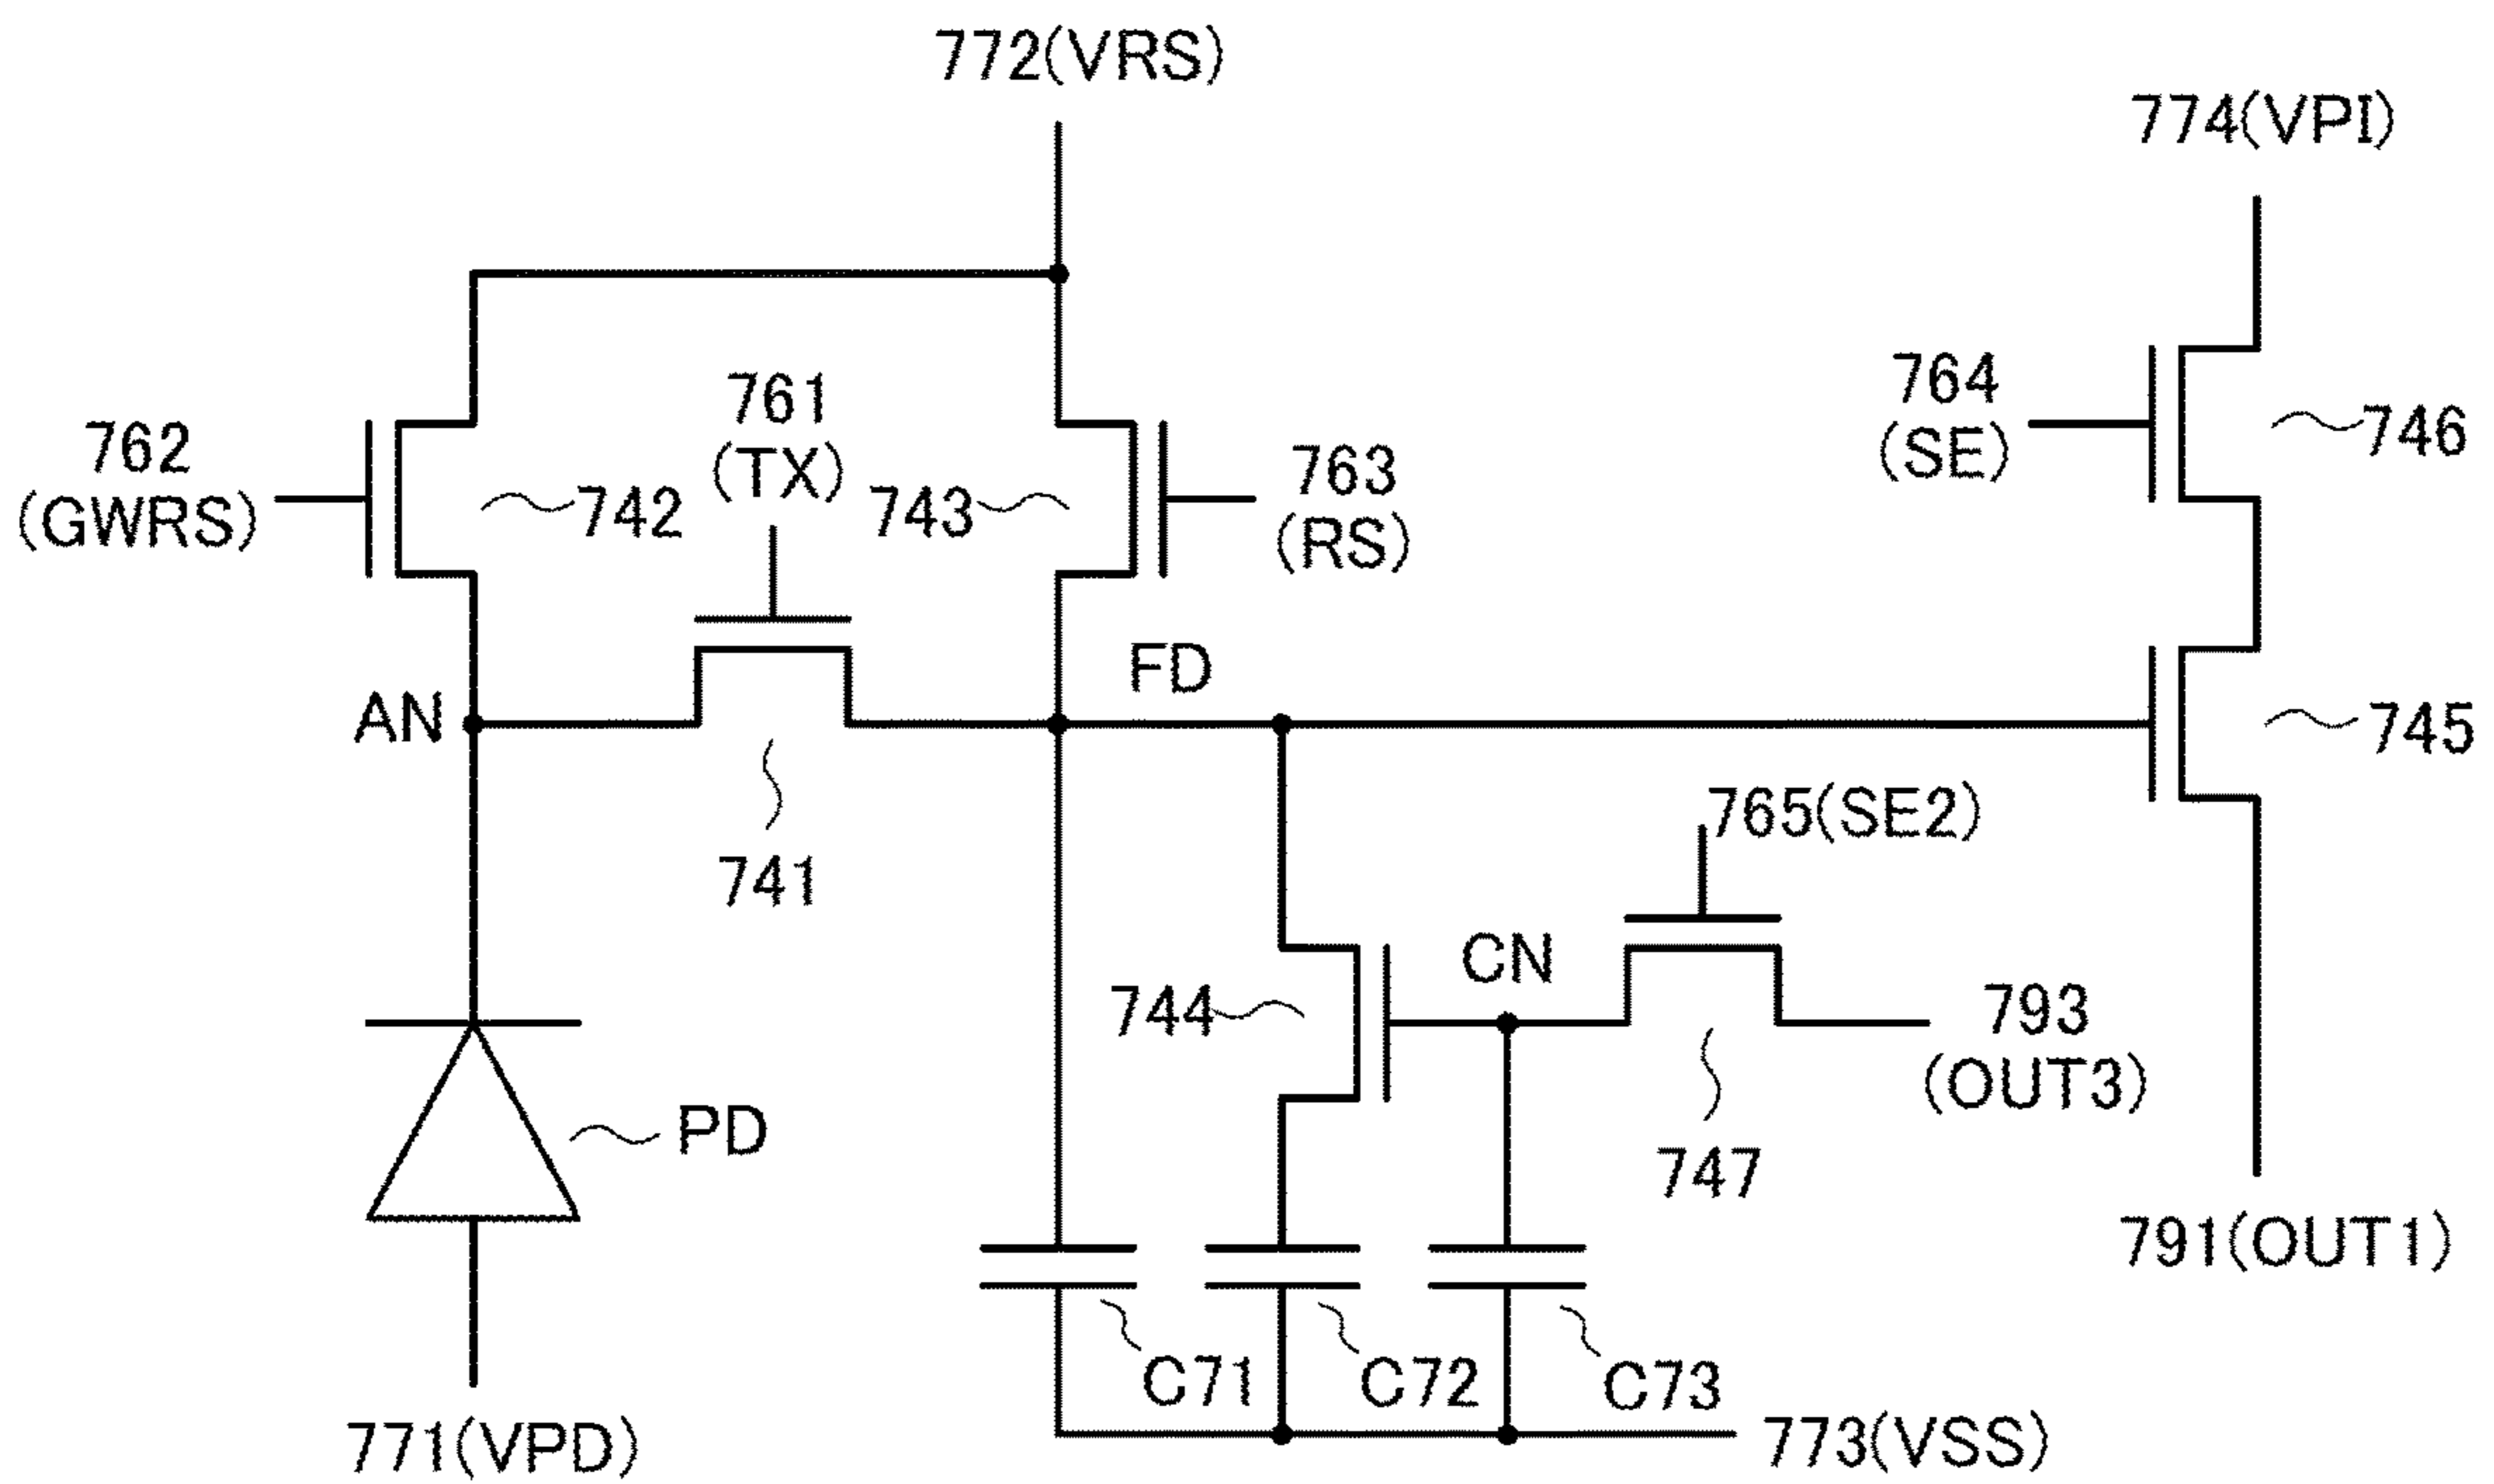 772(VRS)
774(VPI)
761
(TX)
764
(SE)
746
762
(GWRS)
742
743
763
(RS)
AN
FD
745
741
765(SE2)
744
CN
793
(OUT3)
PD
747
791(OUT1)
C71
C72
C73
771(VPD)
773(VSS)